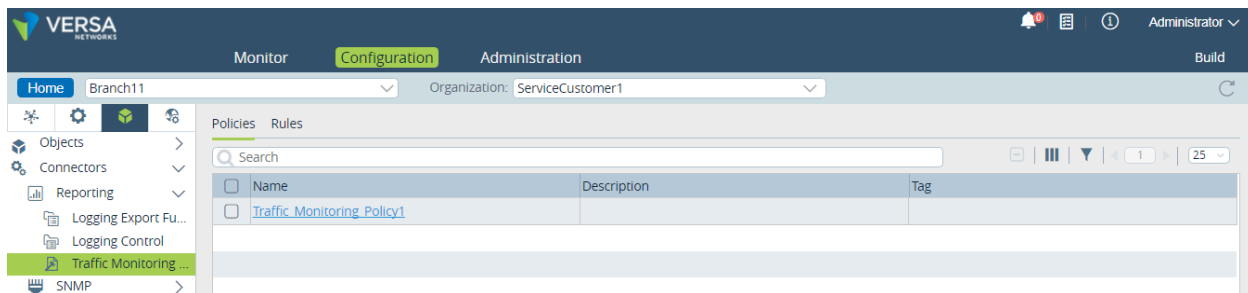 VERSA
NETWORKS
0
Administrator
Monitor Configuration Administration Build
Home Branch11 Organization: ServiceCustomer1
Policies Rules
Objects
Search 1 25
Connectors
Name Description Tag
Reporting
Traffic_Monitoring_Policy1
Logging Export Fu...
Logging Control
Traffic Monitoring ...
SNMP